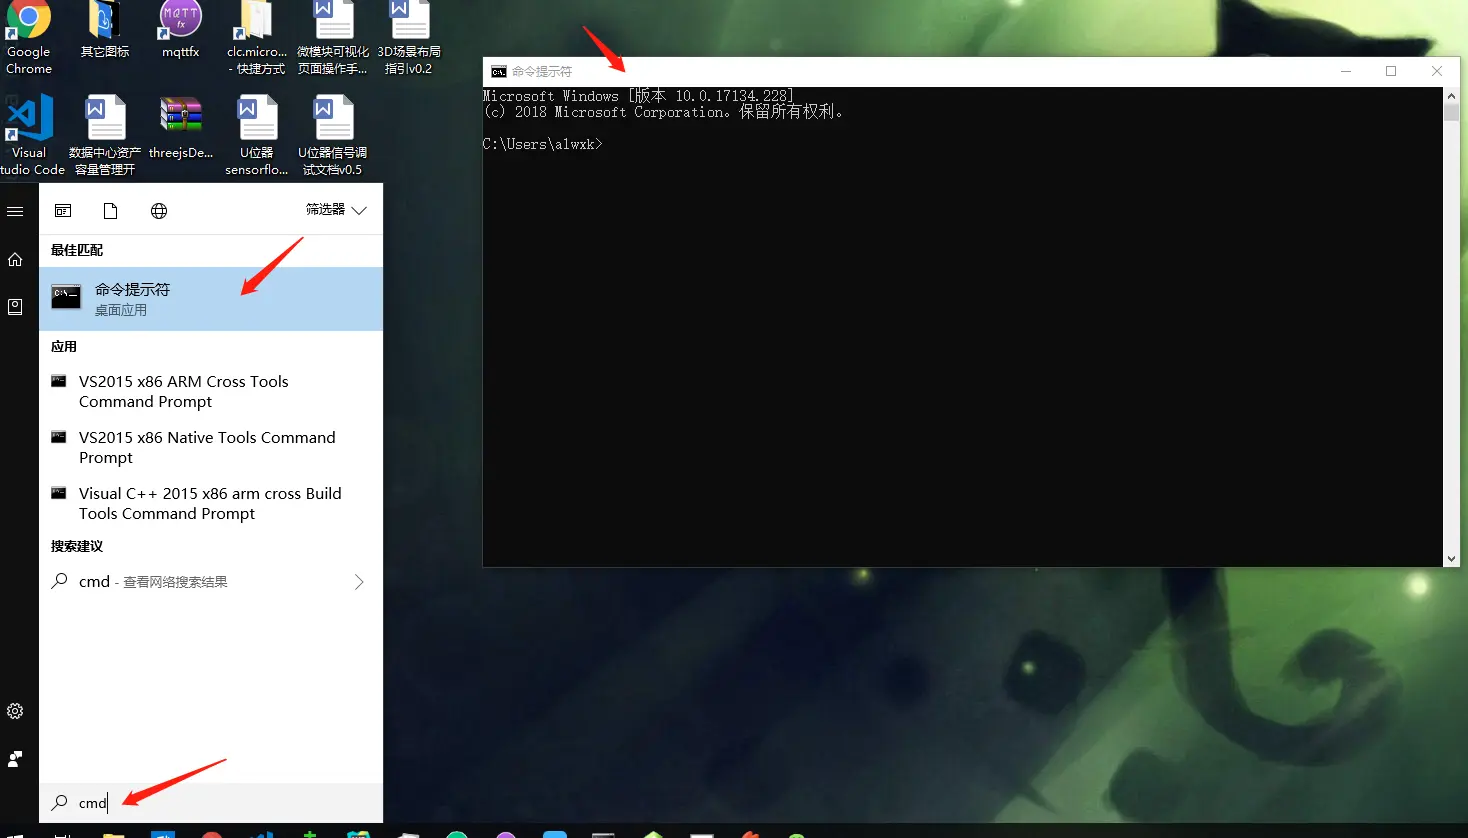 Google
Chrome
其它图标
MQTT
fx
mqttfx
clc.micro...
- 快捷方式
微模块可视化
页面操作手...
3D场景布局
指引v0.2
Visual
tudio Code
数据中心资产
容量管理开
threejsDe...
U位器
sensorflo...
U位器信号调
试文档v0.5
筛选器
最佳匹配
命令提示符
桌面应用
应用
VS2015 x86 ARM Cross Tools
Command Prompt
VS2015 x86 Native Tools Command
Prompt
Visual C++ 2015 x86 arm cross Build
Tools Command Prompt
搜索建议
cmd - 查看网络搜索结果
cmd
命令提示符
Microsoft Windows [版本 10.0.17134.228]
(c) 2018 Microsoft Corporation。保留所有权利。
C:\Users\alwxk>